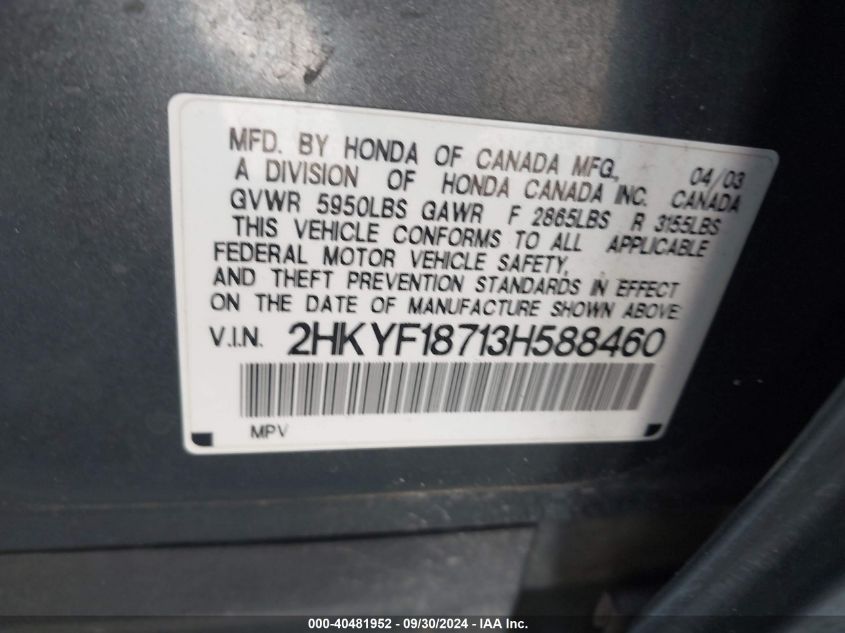 MFD. BY HONDA OF CANADA MFG., 04/03
A DIVISION OF HONDA CANADA INC. CANADA
GVWR 5950LBS GAWR F 2865LBS R 3155LBS
THIS VEHICLE CONFORMS TO ALL APPLICABLE
FEDERAL MOTOR VEHICLE SAFETY,
AND THEFT PREVENTION STANDARDS IN EFFECT
ON THE DATE OF MANUFACTURE SHOWN ABOVE
V.I.N. 2HKYF18713H588460
MPV
000-40481952 - 09/30/2024 - IAA Inc.